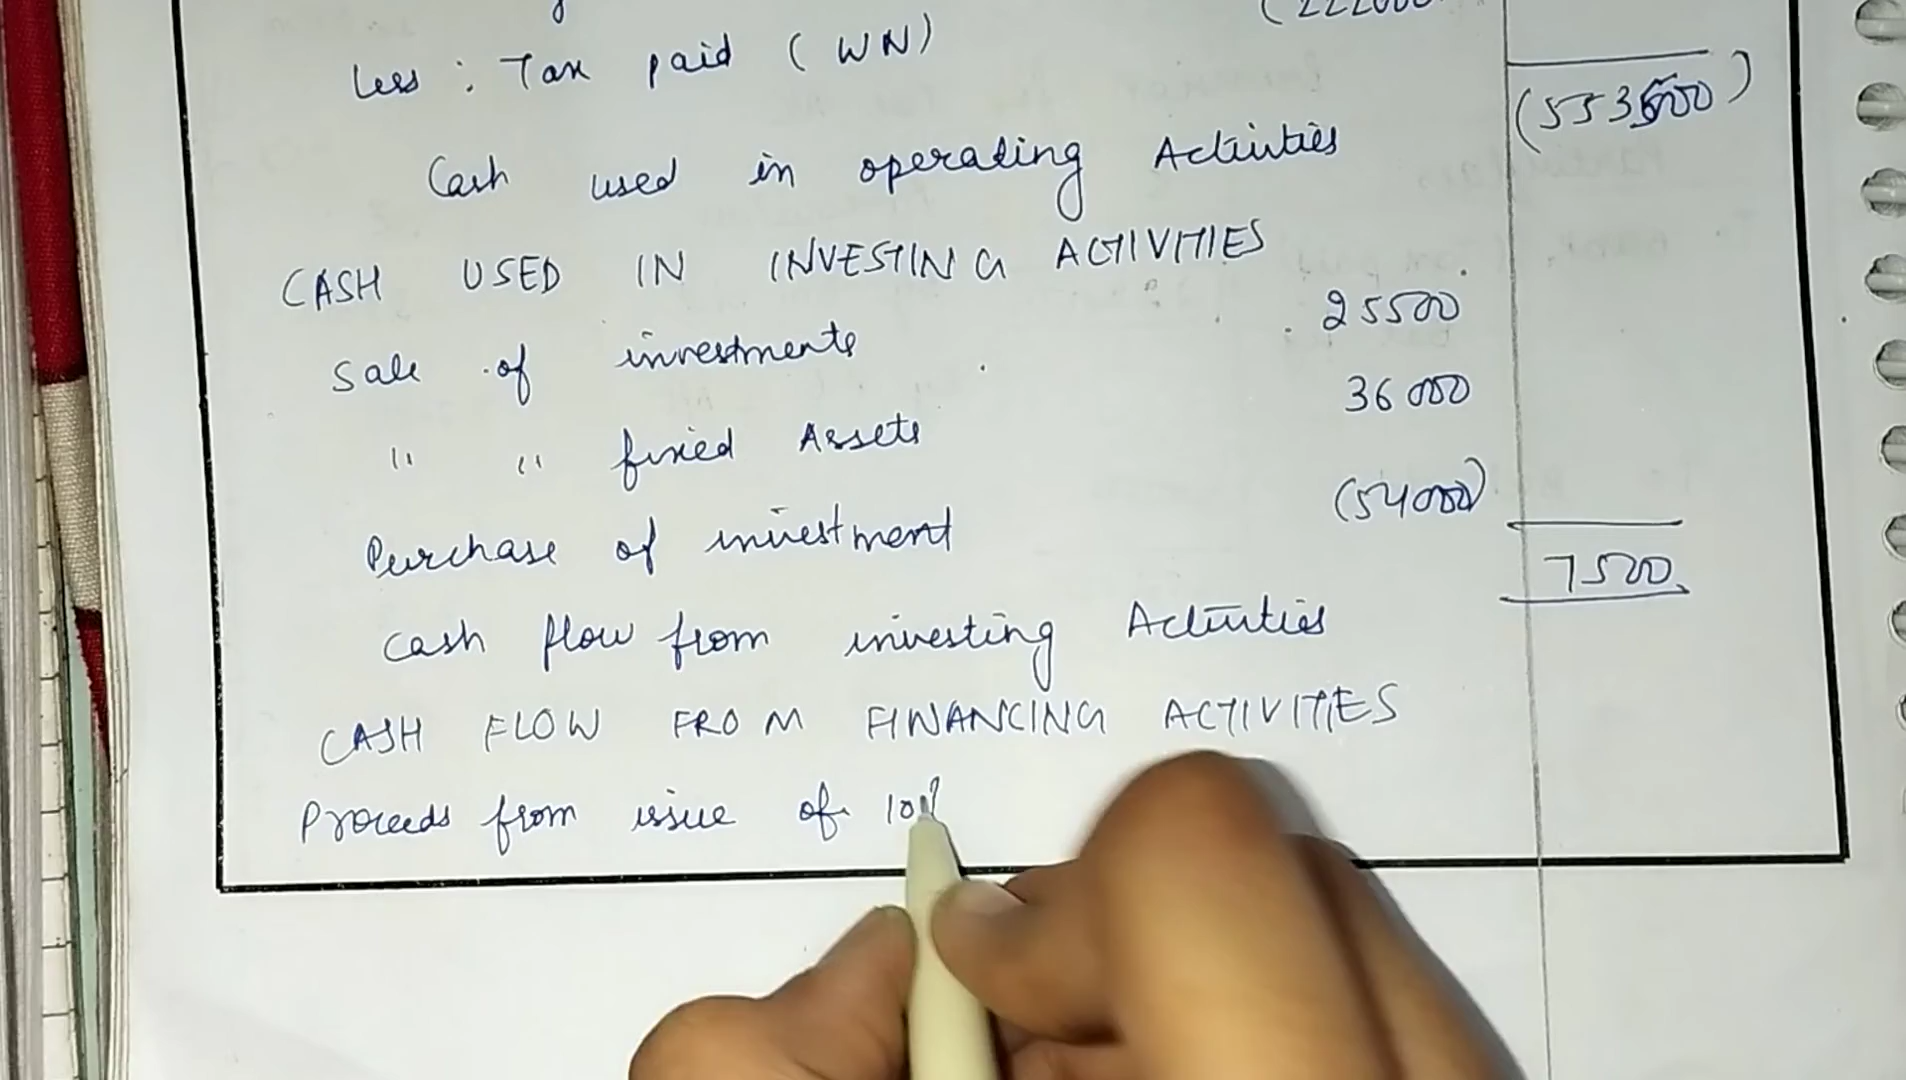 Less : Tax paid (WN) (222000
(553500)
Cash used in operating Activities
CASH USED IN INVESTING ACTIVITIES
Sale of investments 25500
" " fixed Assets 36000
Purchase of investment (54000)
7500
Cash flow from investing Activities
CASH FLOW FROM FINANCING ACTIVITIES
Proceeds from issue of 10%